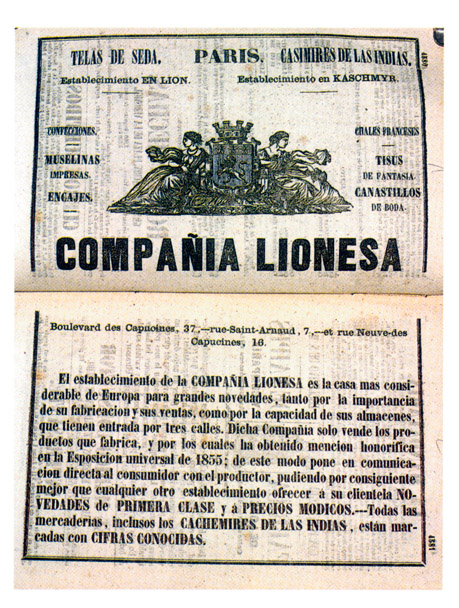 TELAS DE SEDA. PARIS. CASIMIRES DE LAS INDIAS.
Establecimiento EN LION. Establecimiento en KASCHMYR.
CONFECCIONES. CHALES FRANCESES
MUSELINAS TISUS
IMPRESAS. DE FANTASIA
ENCAJES. CANASTILLOS
DE BODA.
COMPAÑIA LIONESA
Boulevard des Capucines, 37,—rue-Saint-Arnaud, 7,—et rue Neuve-des
Capucines, 16.
El establecimiento de la COMPAÑIA LIONESA es la casa mas consi-
derable de Europa para grandes novedades, tanto por la importancia
de su fabricacion y sus ventas, como por la capacidad de sus almacenes,
que tienen entrada por tres calles. Dicha Compañia solo vende los pro-
ductos que fabrica, y por los cuales ha obtenido mencion honorifica
en la Esposicion universal de 1855; de este modo pone en comunica-
cion directa al consumidor con el productor, pudiendo por consiguiente
mejor que cualquier otro establecimiento ofrecer á su clientela NO-
VEDADES de PRIMERA CLASE y á PRECIOS MODICOS.—Todas las
mercaderias, inclusos los CACHEMIRES DE LAS INDIAS, están mar-
cadas con CIFRAS CONOCIDAS.